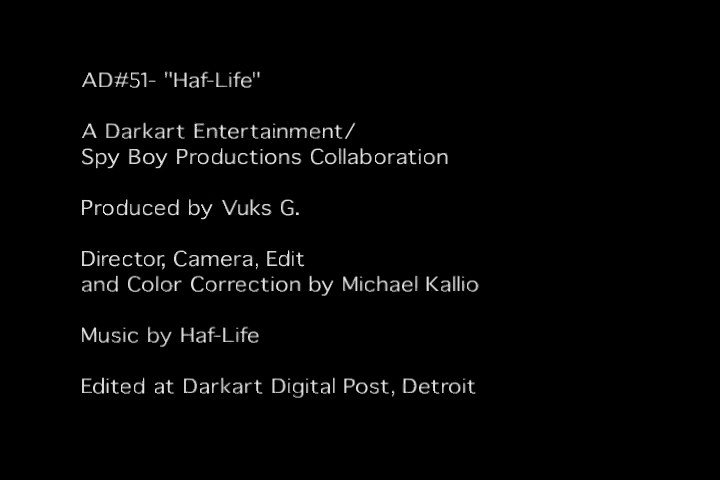 AD#51- "Haf-Life"
A Darkart Entertainment/
Spy Boy Productions Collaboration
Produced by Vuks G.
Director, Camera, Edit
and Color Correction by Michael Kallio
Music by Haf-Life
Edited at Darkart Digital Post, Detroit